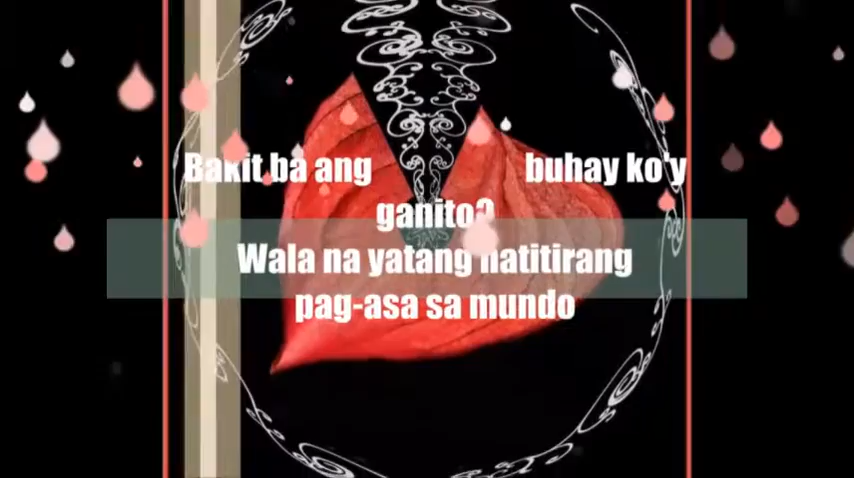 Bakit ba ang buhay ko'y
ganito?
Wala na yatang natitirang
pag-asa sa mundo